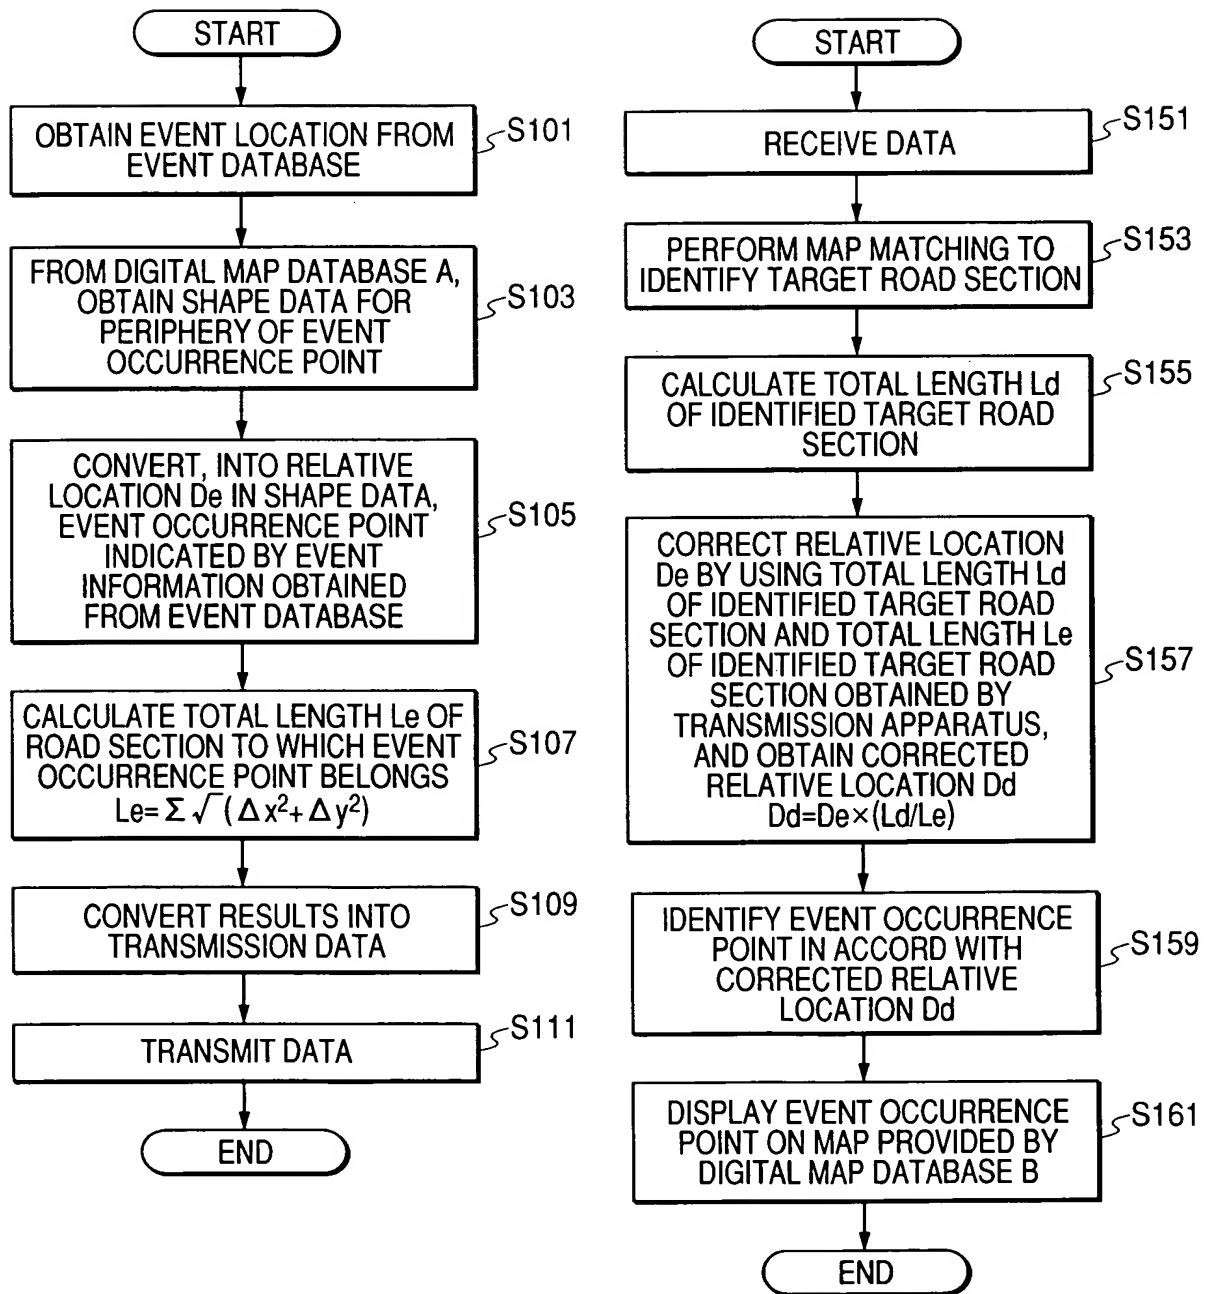 START
OBTAIN EVENT LOCATION FROM
EVENT DATABASE
S101
FROM DIGITAL MAP DATABASE A,
OBTAIN SHAPE DATA FOR
PERIPHERY OF EVENT
OCCURRENCE POINT
S103
CONVERT, INTO RELATIVE
LOCATION De IN SHAPE DATA,
EVENT OCCURRENCE POINT
INDICATED BY EVENT
INFORMATION OBTAINED
FROM EVENT DATABASE
S105
CALCULATE TOTAL LENGTH Le OF
ROAD SECTION TO WHICH EVENT
OCCURRENCE POINT BELONGS
Le=Σ√(Δx²+Δy²)
S107
CONVERT RESULTS INTO
TRANSMISSION DATA
S109
TRANSMIT DATA
S111
END
START
RECEIVE DATA
S151
PERFORM MAP MATCHING TO
IDENTIFY TARGET ROAD SECTION
S153
CALCULATE TOTAL LENGTH Ld
OF IDENTIFIED TARGET ROAD
SECTION
S155
CORRECT RELATIVE LOCATION
De BY USING TOTAL LENGTH Ld
OF IDENTIFIED TARGET ROAD
SECTION AND TOTAL LENGTH Le
OF IDENTIFIED TARGET ROAD
SECTION OBTAINED BY
TRANSMISSION APPARATUS,
AND OBTAIN CORRECTED
RELATIVE LOCATION Dd
Dd=De×(Ld/Le)
S157
IDENTIFY EVENT OCCURRENCE
POINT IN ACCORD WITH
CORRECTED RELATIVE
LOCATION Dd
S159
DISPLAY EVENT OCCURRENCE
POINT ON MAP PROVIDED BY
DIGITAL MAP DATABASE B
S161
END